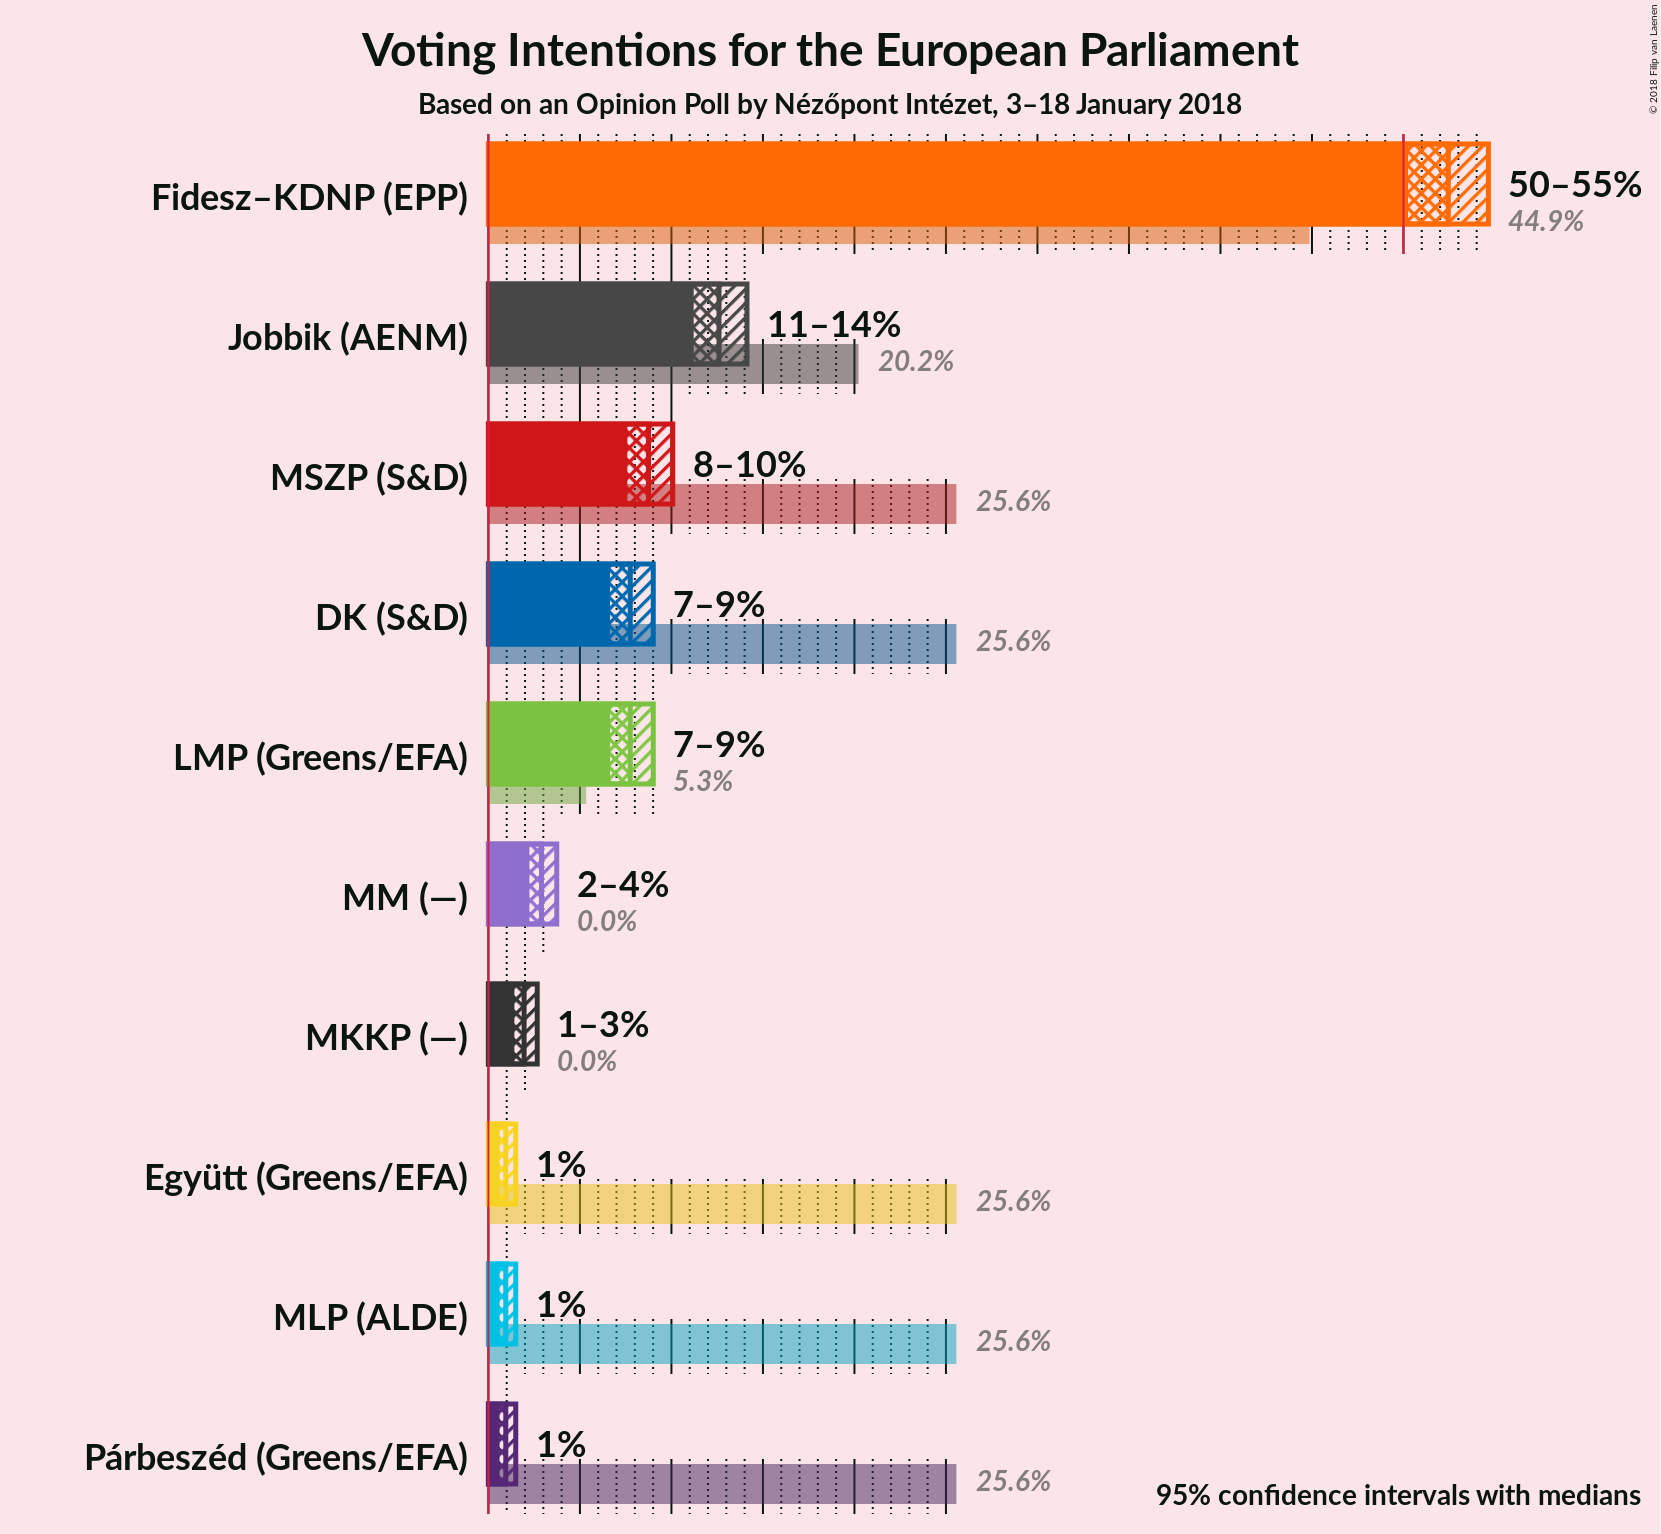 Voting Intentions for the European Parliament
Based on an Opinion Poll by Nézőpont Intézet, 3–18 January 2018
© 2018 Filip van Laenen
Fidesz–KDNP (EPP)
50–55%
44.9%
Jobbik (AENM)
11–14%
20.2%
MSZP (S&D)
8–10%
25.6%
DK (S&D)
7–9%
25.6%
LMP (Greens/EFA)
7–9%
5.3%
MM (—)
2–4%
0.0%
MKKP (—)
1–3%
0.0%
Együtt (Greens/EFA)
1%
25.6%
MLP (ALDE)
1%
25.6%
Párbeszéd (Greens/EFA)
1%
25.6%
95% confidence intervals with medians